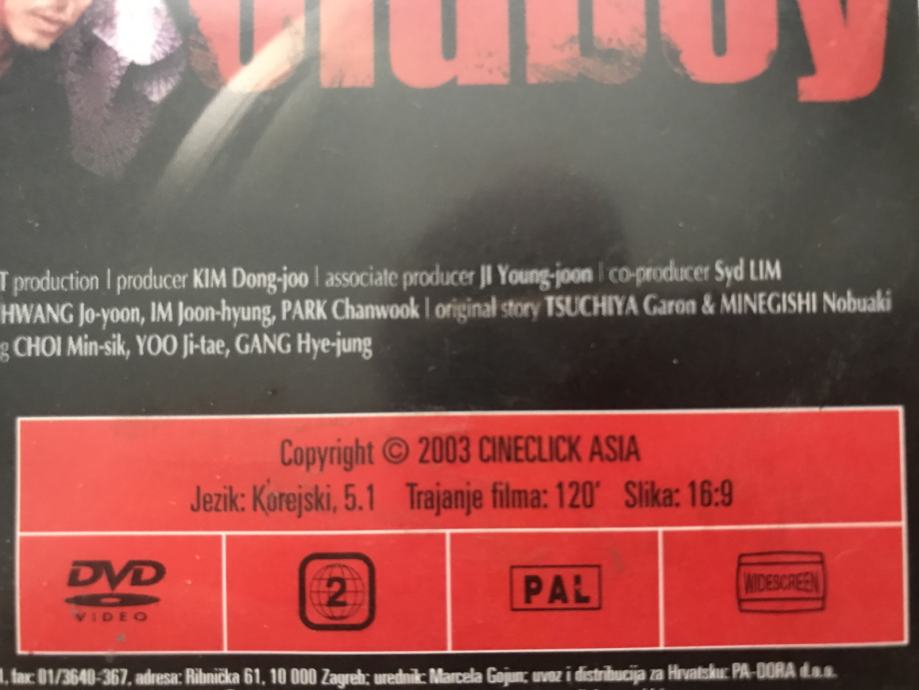 oldboy
T production | producer KIM Dong-joo | associate producer JI Young-joon | co-producer Syd LIM
HWANG Jo-yoon, IM Joon-hyung, PARK Chanwook | original story TSUCHIYA Garon & MINEGISHI Nobuaki
g CHOI Min-sik, YOO Ji-tae, GANG Hye-jung
Copyright © 2003 CINECLICK ASIA
Jezik: Korejski, 5.1 Trajanje filma: 120' Slika: 16:9
DVD VIDEO 2 PAL WIDESCREEN
l, fax: 01/3640-367, adresa: Ribnička 61, 10 000 Zagreb; urednik: Marcela Gojun; uvoz i distribucija za Hrvatsku: PA-DORA d.o.o.